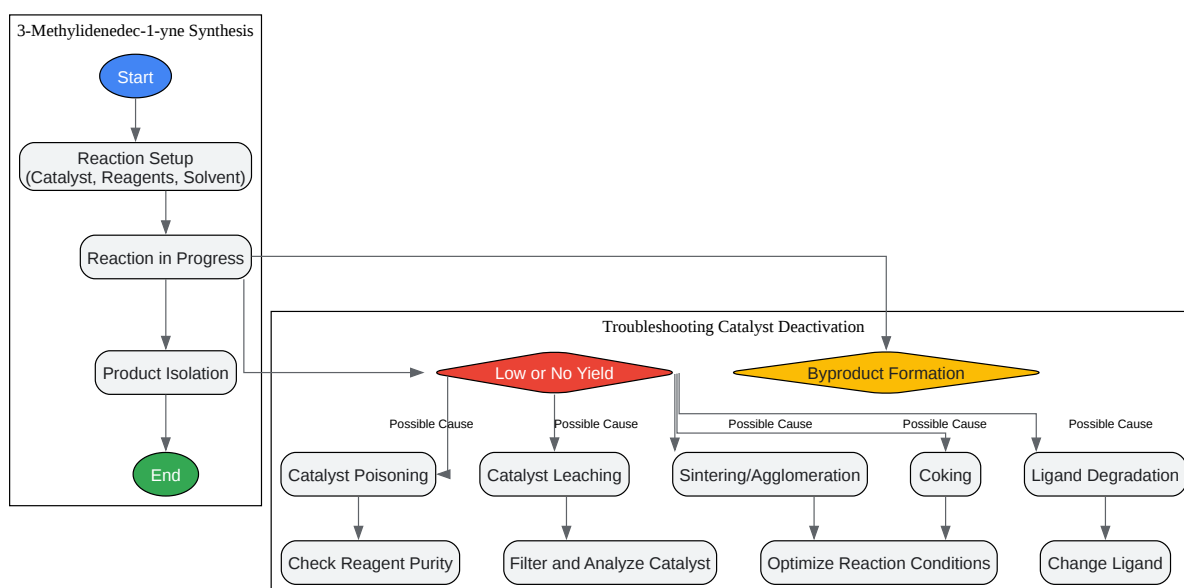 3-Methylidenedec-1-yne Synthesis
Start
Reaction Setup
(Catalyst, Reagents, Solvent)
Reaction in Progress
Product Isolation
End
Troubleshooting Catalyst Deactivation
Low or No Yield
Byproduct Formation
Possible Cause
Possible Cause
Possible Cause
Possible Cause
Possible Cause
Catalyst Poisoning
Catalyst Leaching
Sintering/Agglomeration
Coking
Ligand Degradation
Check Reagent Purity
Filter and Analyze Catalyst
Optimize Reaction Conditions
Change Ligand